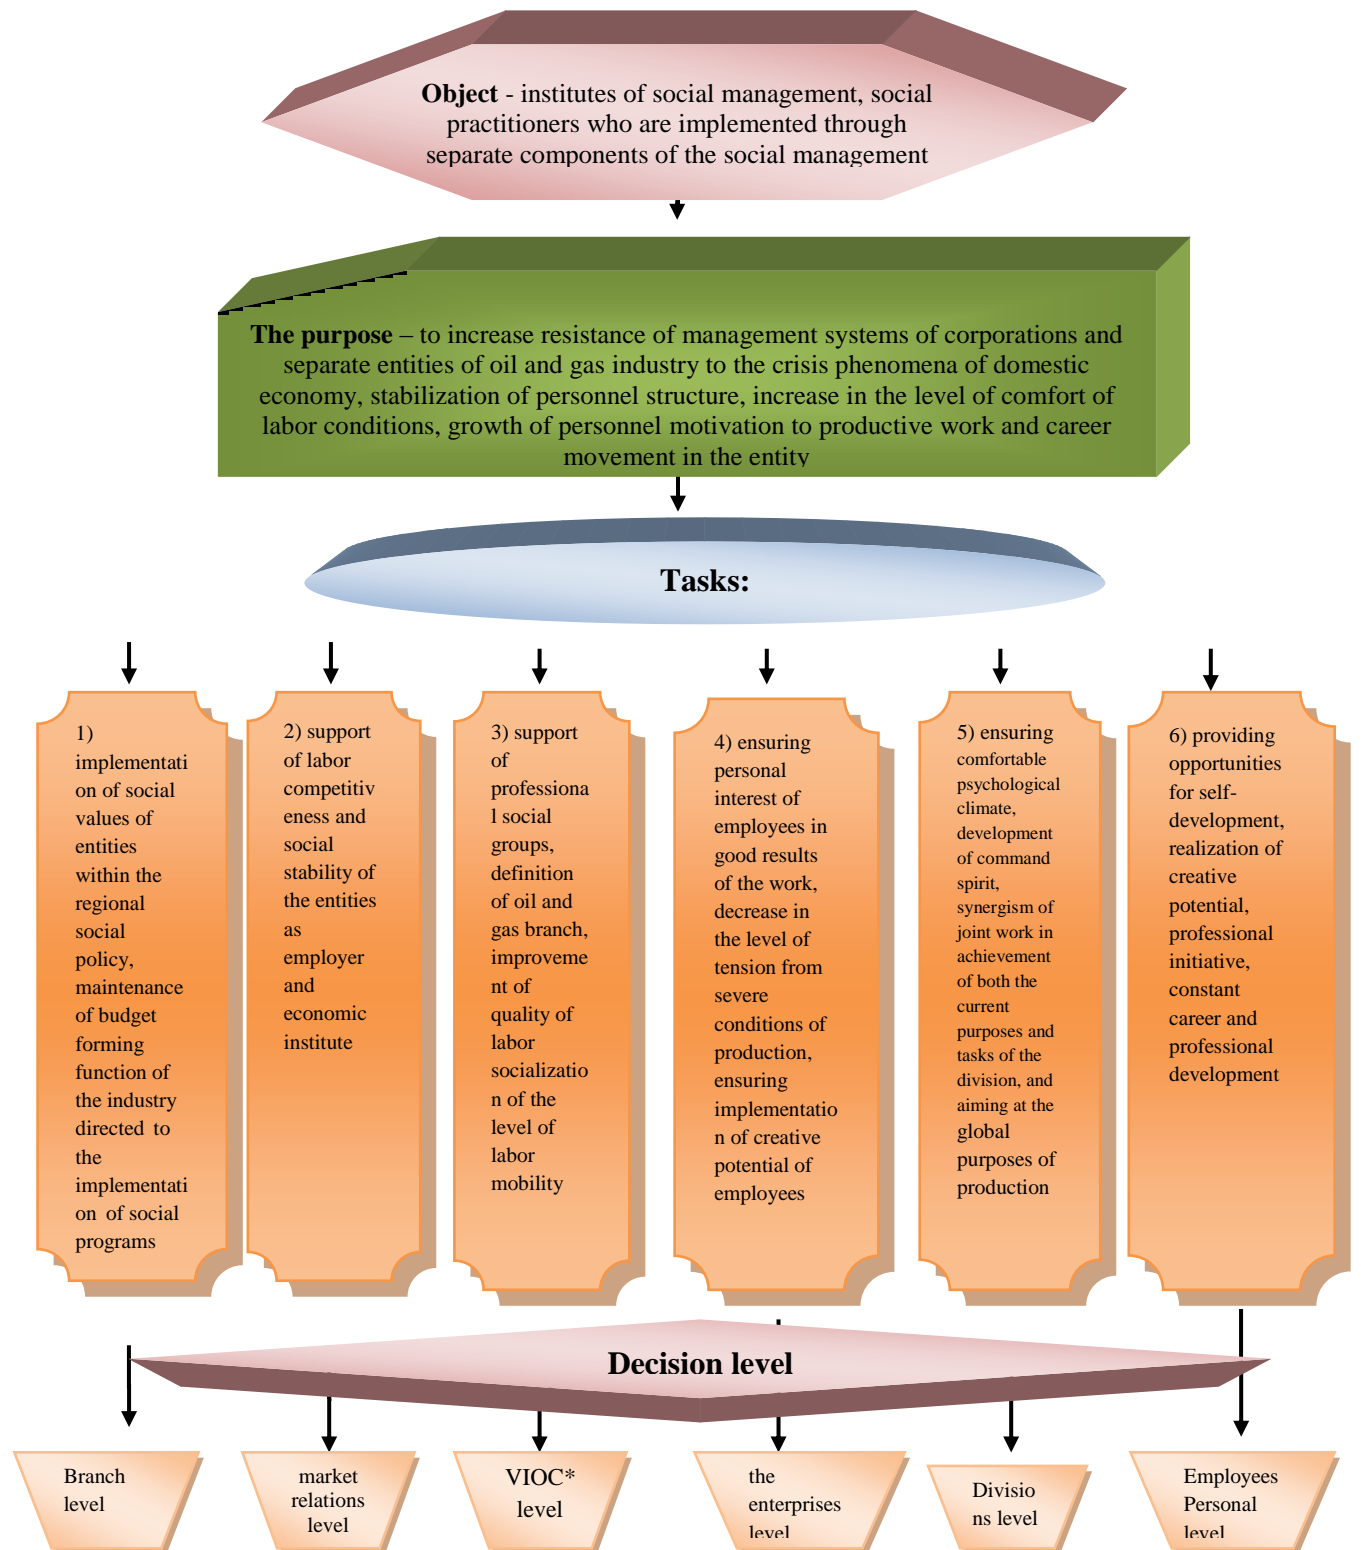 Object - institutes of social management, social
practitioners who are implemented through
separate components of the social management
The purpose – to increase resistance of management systems of corporations and
separate entities of oil and gas industry to the crisis phenomena of domestic
economy, stabilization of personnel structure, increase in the level of comfort of
labor conditions, growth of personnel motivation to productive work and career
movement in the entity
Tasks:
1)
implementati
on of social
values of
entities
within the
regional
social
policy,
maintenance
of budget
forming
function of
the industry
directed to
the
implementati
on of social
programs
2) support
of labor
competitiv
eness and
social
stability of
the entities
as
employer
and
economic
institute
3) support
of
professiona
l social
groups,
definition
of oil and
gas branch,
improveme
nt of
quality of
labor
socializatio
n of the
level of
labor
mobility
4) ensuring
personal
interest of
employees in
good results
of the work,
decrease in
the level of
tension from
severe
conditions of
production,
ensuring
implementatio
n of creative
potential of
employees
5) ensuring
comfortable
psychological
climate,
development
of command
spirit,
synergism of
joint work in
achievement
of both the
current
purposes and
tasks of the
division, and
aiming at the
global
purposes of
production
6) providing
opportunities
for self-
development,
realization of
creative
potential,
professional
initiative,
constant
career and
professional
development
Decision level
Branch
level
market
relations
level
VIOC*
level
the
enterprises
level
Divisio
ns level
Employees
Personal
level